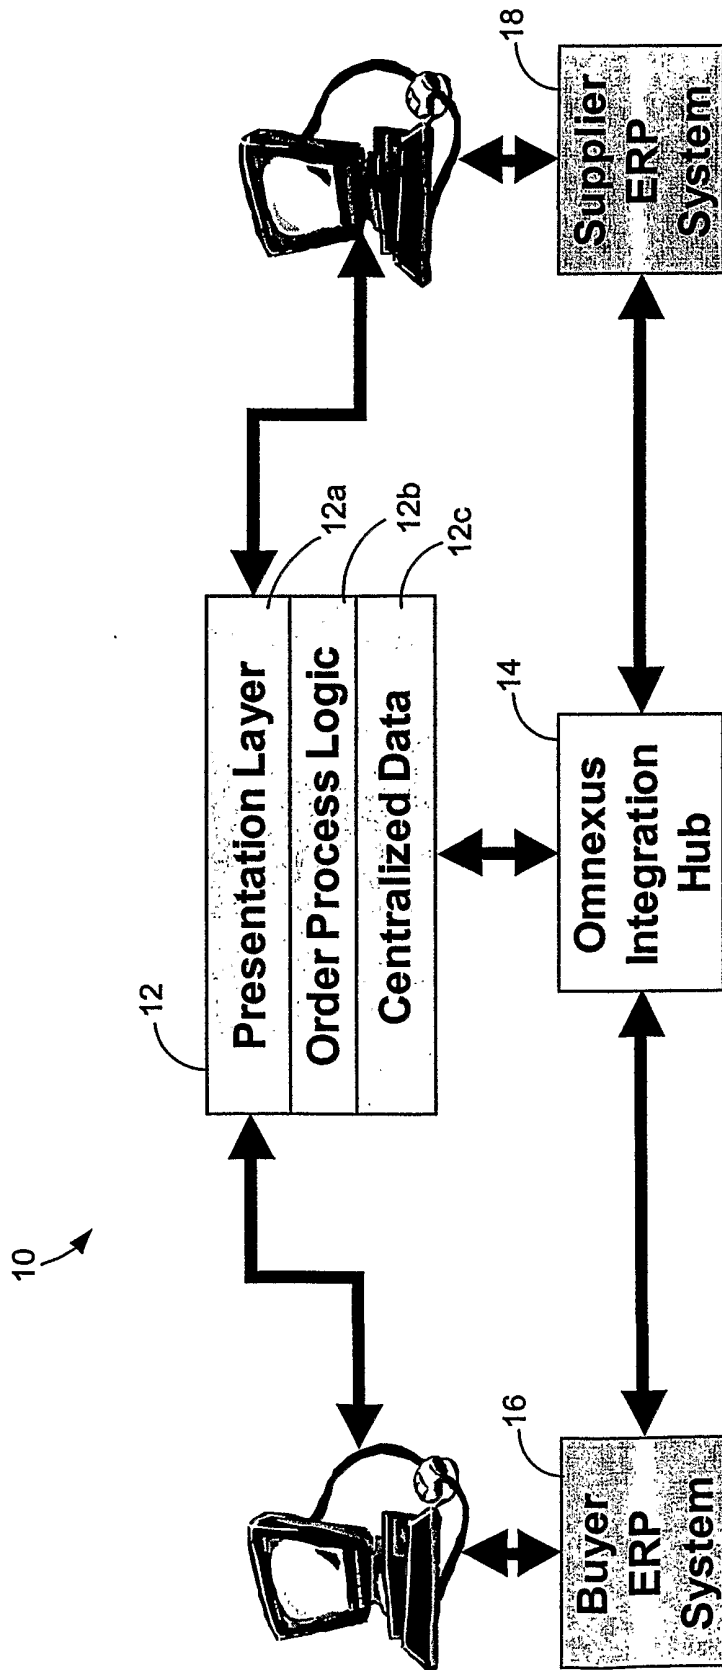 10
12
Presentation Layer
12a
Order Process Logic
12b
Centralized Data
12c
16
Buyer
ERP
System
14
Omnexus
Integration
Hub
18
Supplier
ERP
System